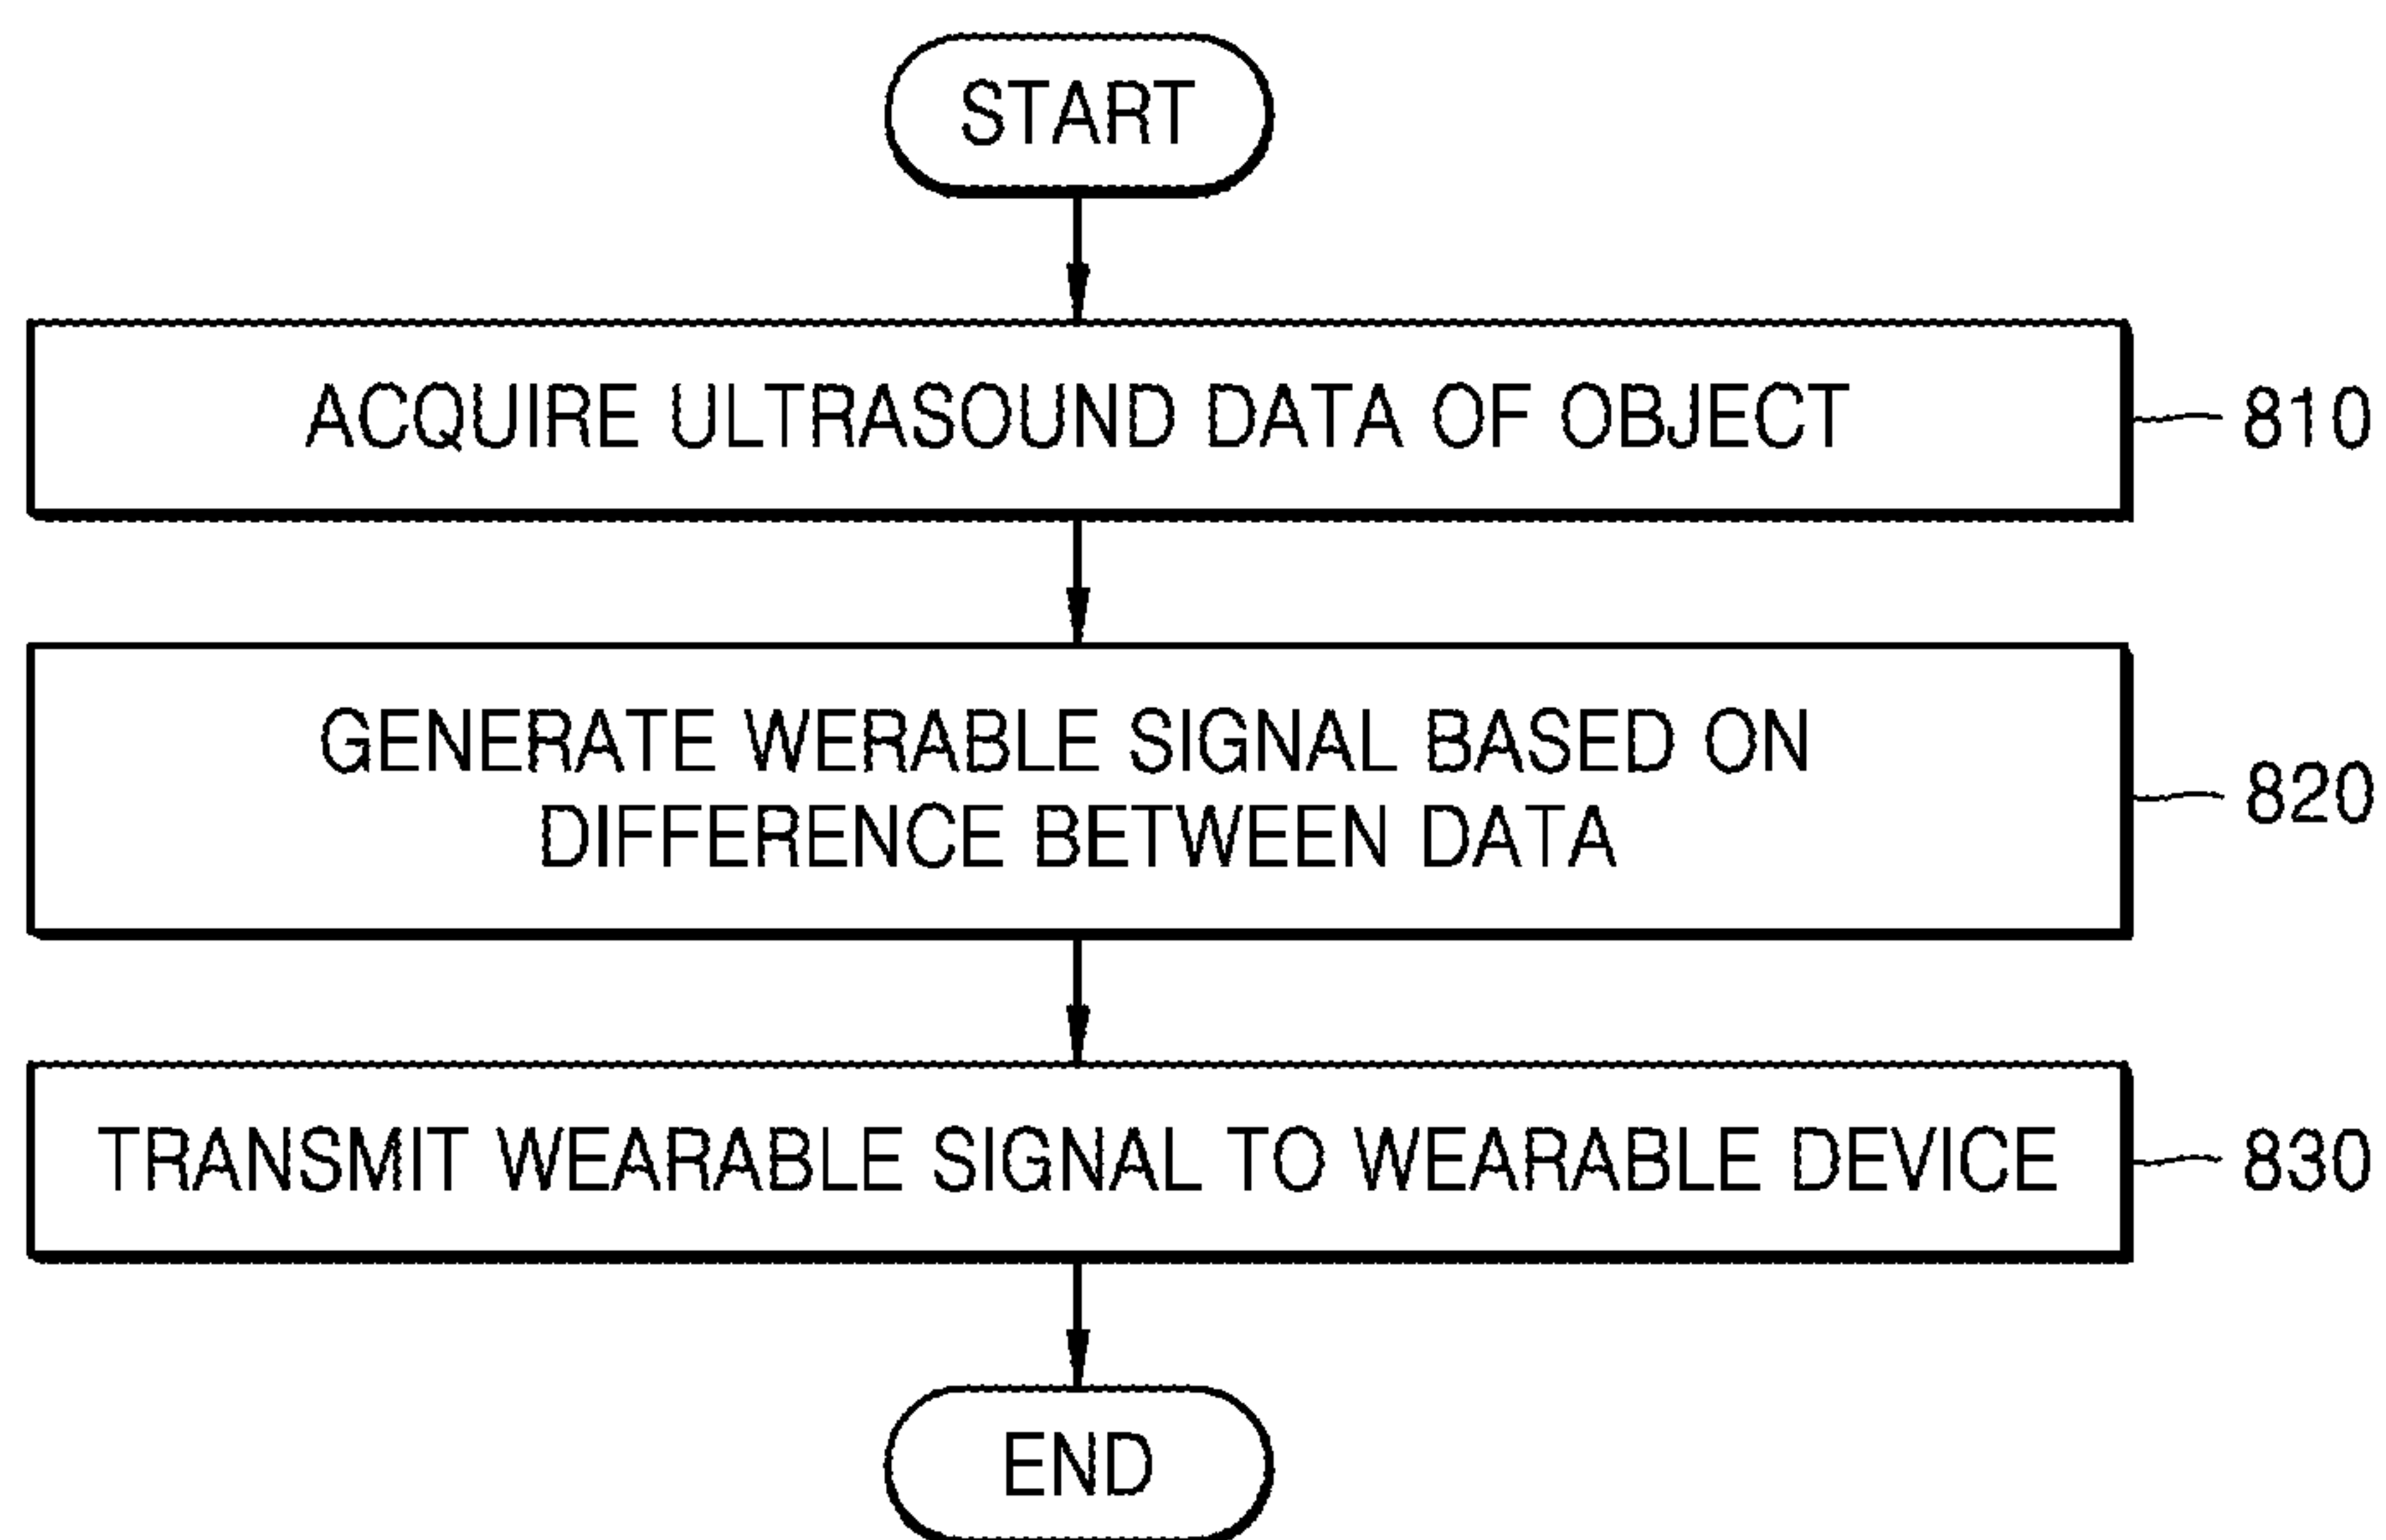 START
ACQUIRE ULTRASOUND DATA OF OBJECT
810
GENERATE WERABLE SIGNAL BASED ON
DIFFERENCE BETWEEN DATA
820
TRANSMIT WEARABLE SIGNAL TO WEARABLE DEVICE
830
END